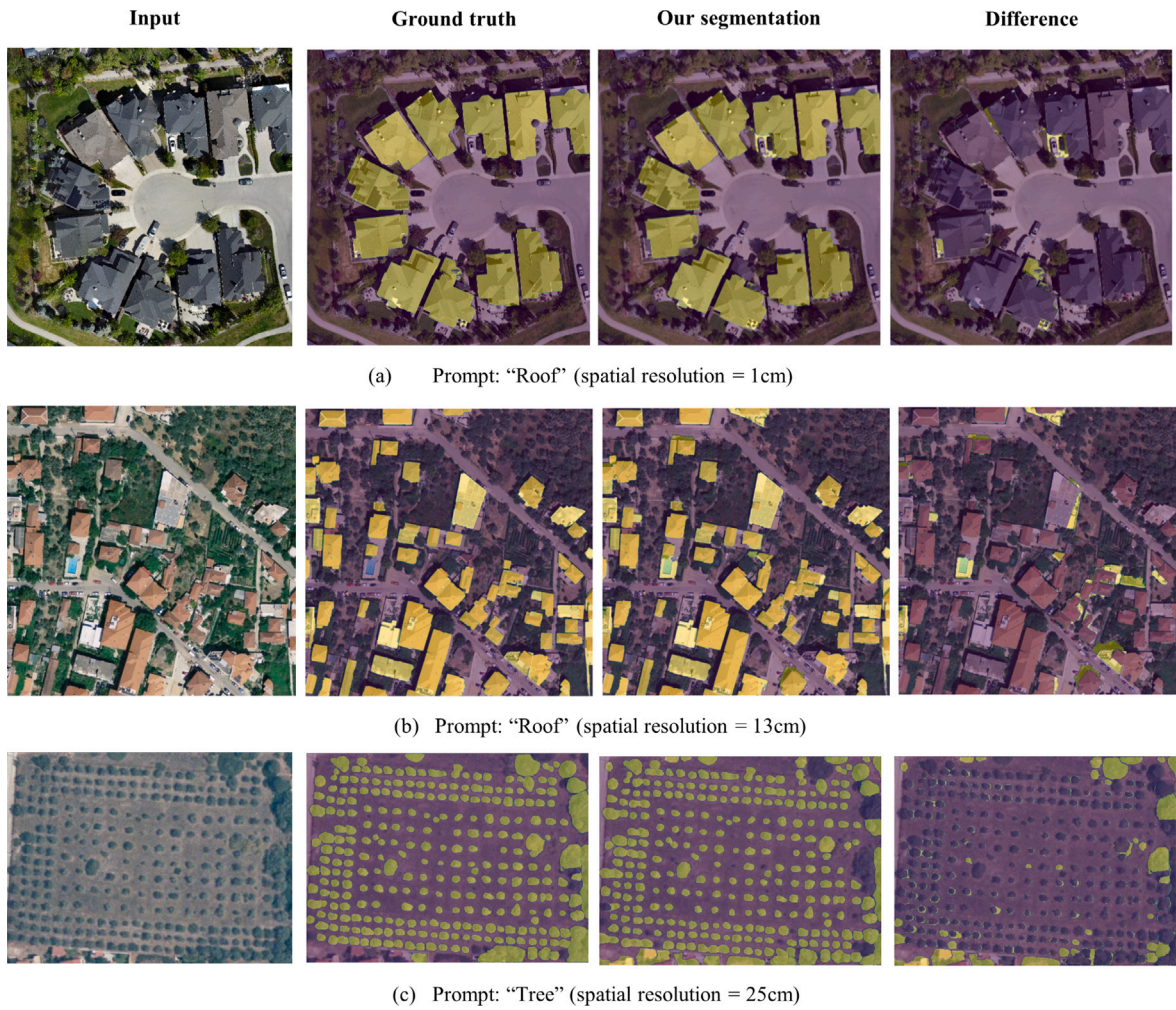 Input Ground truth Our segmentation Difference
(a) Prompt: “Roof” (spatial resolution = 1cm)
(b) Prompt: “Roof” (spatial resolution = 13cm)
(c) Prompt: “Tree” (spatial resolution = 25cm)